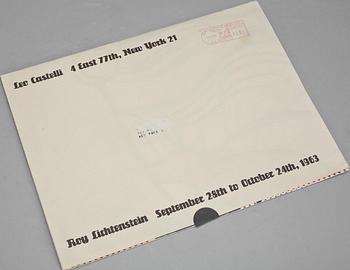 Leo Castelli 4 East 77th, New York 21
Roy Lichtenstein September 28th to October 24th, 1963